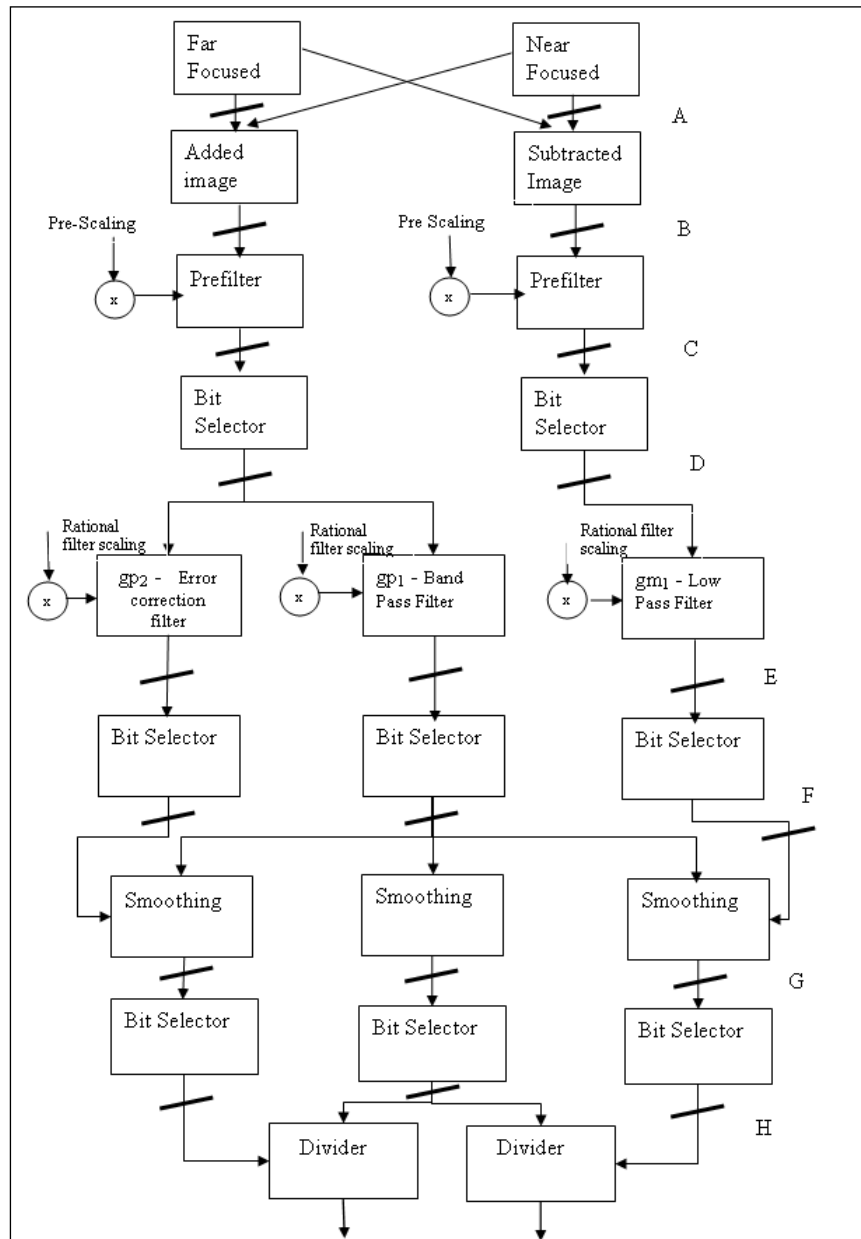 Far
Focused
Near
Focused
A
Added
image
Subtracted
Image
Pre-Scaling
Pre Scaling
B
x
Prefilter
x
Prefilter
C
Bit
Selector
Bit
Selector
D
Rational
filter scaling
Rational
filter scaling
Rational filter
scaling
x
gp2 - Error
correction
filter
x
gp1 - Band
Pass Filter
x
gm1 - Low
Pass Filter
E
Bit Selector
Bit Selector
Bit Selector
F
Smoothing
Smoothing
Smoothing
G
Bit Selector
Bit Selector
Bit Selector
H
Divider
Divider